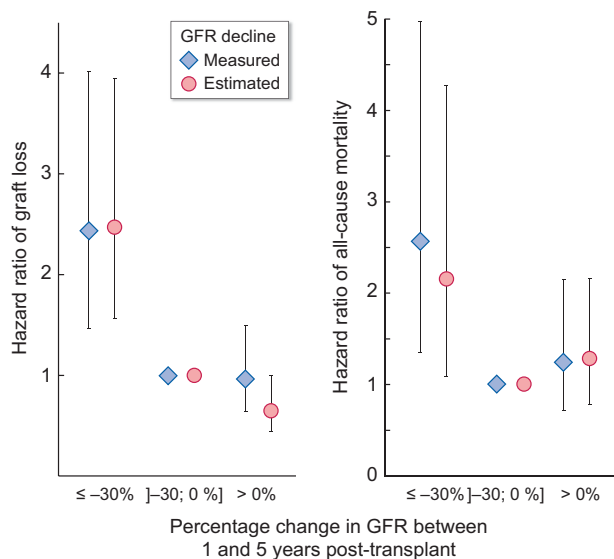 GFR decline
Measured
Estimated
Hazard ratio of graft loss
4
3
2
1
≤ –30%
]–30; 0 %]
> 0%
Hazard ratio of all-cause mortality
5
4
3
2
1
0
≤ –30%
]–30; 0 %]
> 0%
Percentage change in GFR between
1 and 5 years post-transplant